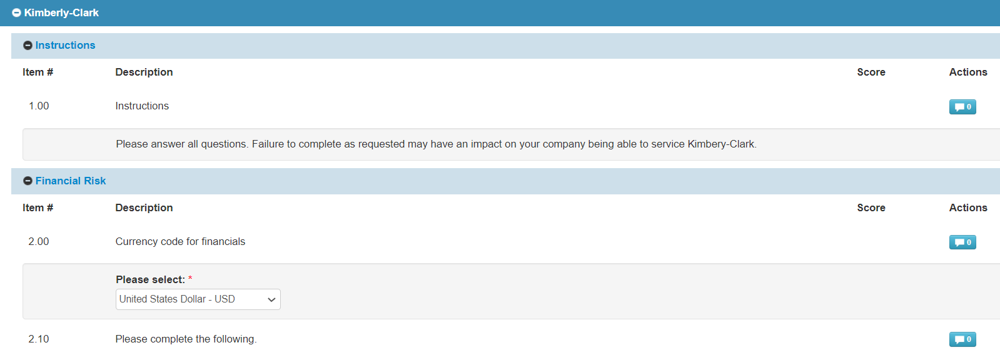 Kimberly-Clark
Instructions
Item # Description Score Actions
1.00 Instructions 0
Please answer all questions. Failure to complete as requested may have an impact on your company being able to service Kimbery-Clark.
Financial Risk
Item # Description Score Actions
2.00 Currency code for financials 0
Please select: *
United States Dollar - USD
2.10 Please complete the following. 0